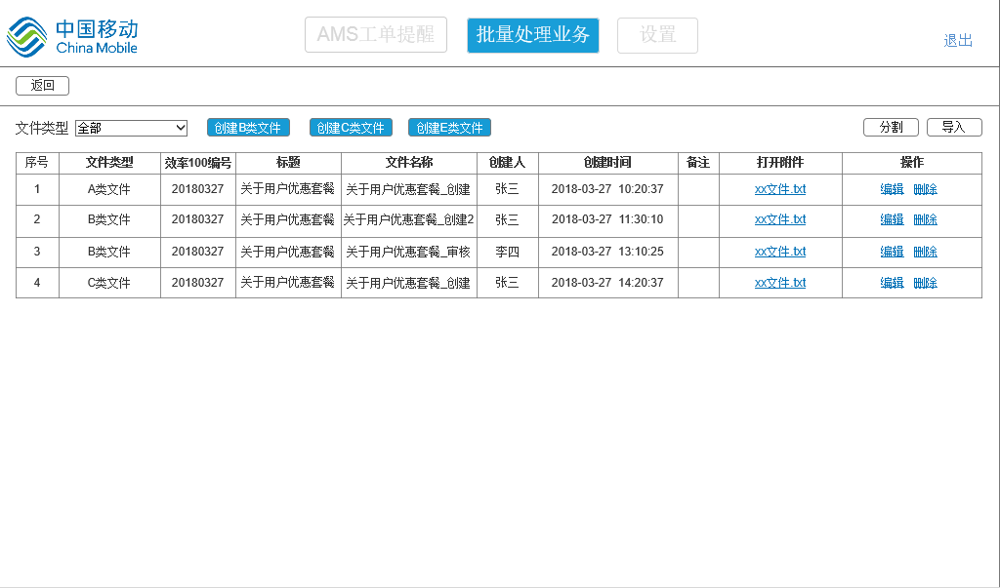 中国移动
China Mobile
AMS工单提醒 批量处理业务 设置 退出
返回
文件类型 全部 创建B类文件 创建C类文件 创建E类文件 分割 导入
序号 文件类型 效率100编号 标题 文件名称 创建人 创建时间 备注 打开附件 操作
1 A类文件 20180327 关于用户优惠套餐 关于用户优惠套餐_创建 张三 2018-03-27 10:20:37 xx文件.txt 编辑 删除
2 B类文件 20180327 关于用户优惠套餐 关于用户优惠套餐_创建2 张三 2018-03-27 11:30:10 xx文件.txt 编辑 删除
3 B类文件 20180327 关于用户优惠套餐 关于用户优惠套餐_审核 李四 2018-03-27 13:10:25 xx文件.txt 编辑 删除
4 C类文件 20180327 关于用户优惠套餐 关于用户优惠套餐_创建 张三 2018-03-27 14:20:37 xx文件.txt 编辑 删除